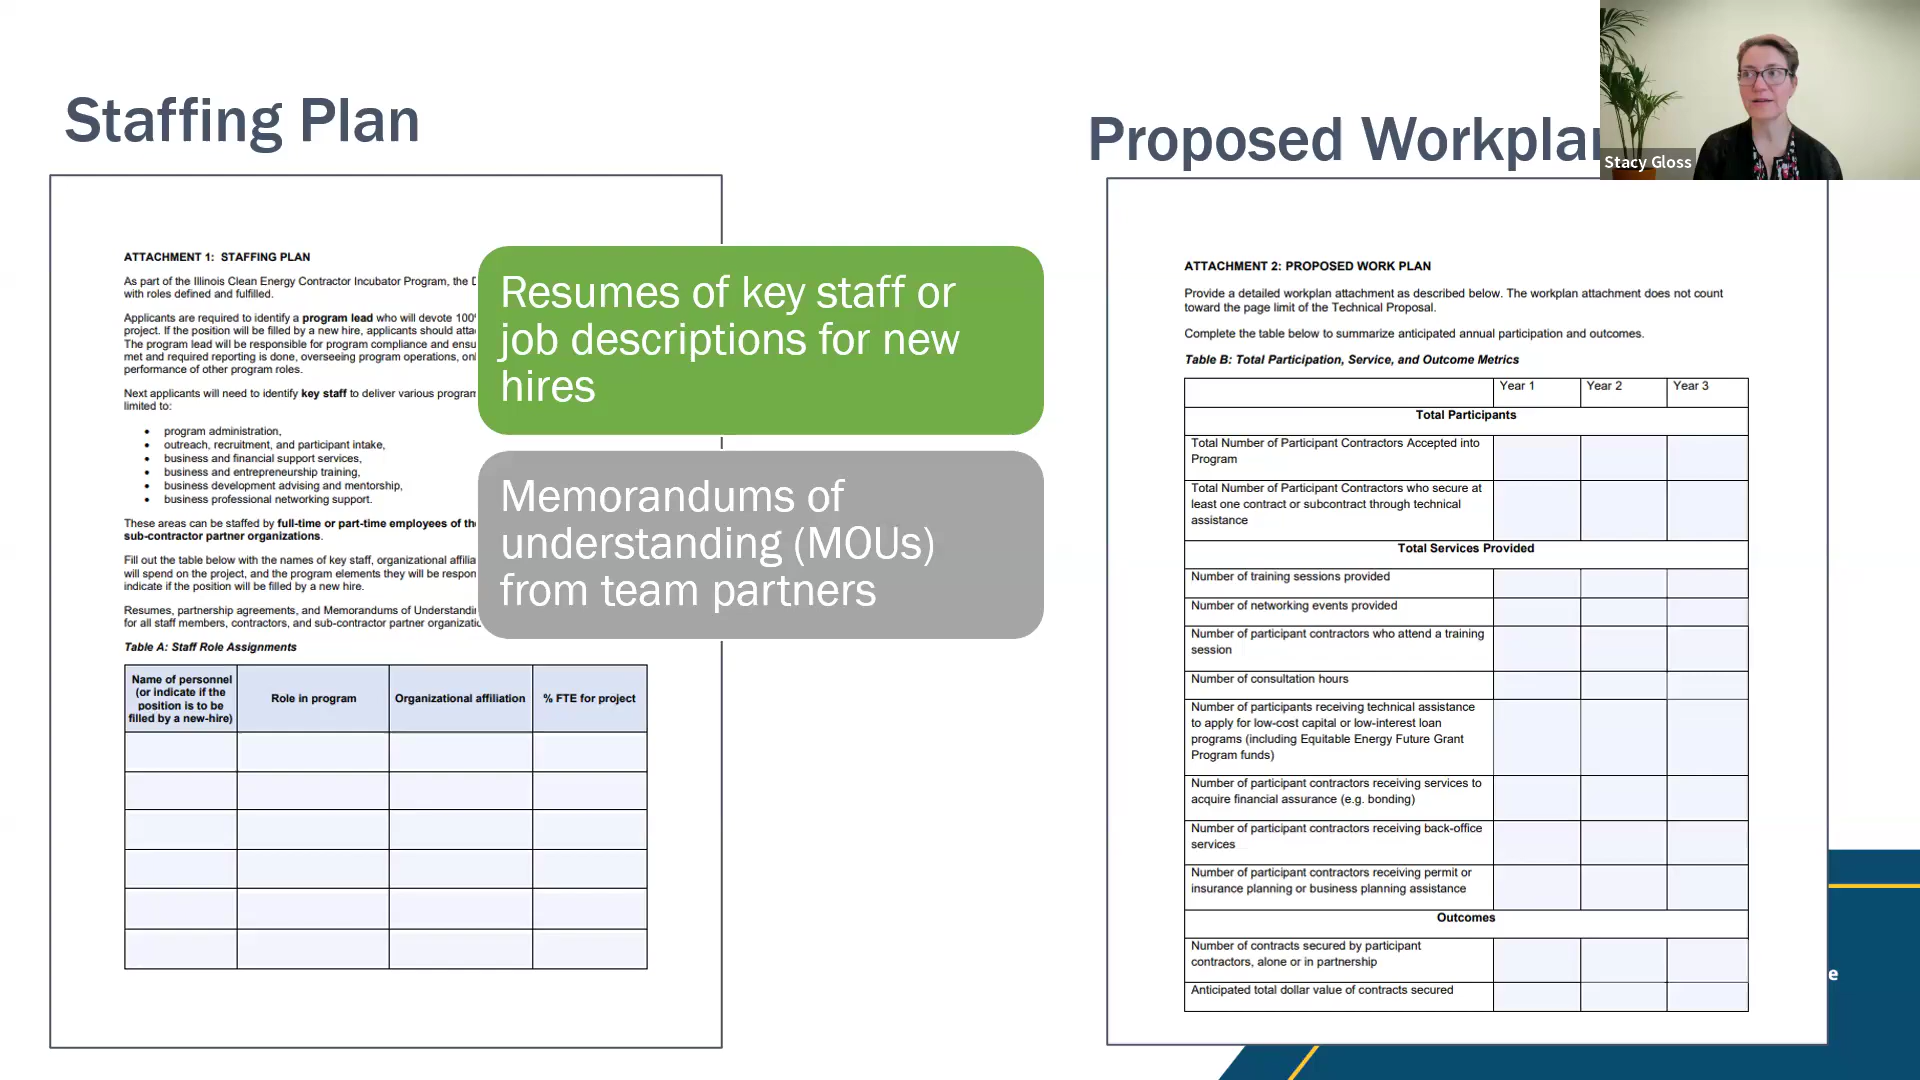 Staffing Plan
ATTACHMENT 1: STAFFING PLAN
As part of the Illinois Clean Energy Contractor Incubator Program, the
with roles defined and fulfilled.
Applicants are required to identify a program lead who will devote 100
project. If the position will be filled by a new hire, applicants should
The program lead will be responsible for program compliance and
met and required reporting is done, overseeing program operations,
performance of other program roles.
Next applicants will need to identify key staff to deliver various
limited to:
• program administration,
• outreach, recruitment, and participant intake,
• business and financial support services,
• business and entrepreneurship training,
• business development advising and mentorship,
• business professional networking support.
These areas can be staffed by full-time or part-time employees of
sub-contractor partner organizations.
Fill out the table below with the names of key staff, organizational
will spend on the project, and the program elements they will be
indicate if the position will be filled by a new hire.
Resumes, partnership agreements, and Memorandums of
for all staff members, contractors, and sub-contractor partner
Table A: Staff Role Assignments
Name of personnel
(or indicate if the
position is to be
filled by a new-hire)
Role in program
Organizational affiliation
% FTE for project
Resumes of key staff or
job descriptions for new
hires
Memorandums of
understanding (MOUs)
from team partners
Proposed
Stacy Gloss
ATTACHMENT 2: PROPOSED WORK PLAN
Provide a detailed workplan attachment as described below. The workplan attachment does not count
toward the page limit of the Technical Proposal.
Complete the table below to summarize anticipated annual participation and outcomes.
Table B: Total Participation, Service, and Outcome Metrics
Year 1 Year 2 Year 3
Total Participants
Total Number of Participant Contractors Accepted into
Program
Total Number of Participant Contractors who secure at
least one contract or subcontract through technical
assistance
Total Services Provided
Number of training sessions provided
Number of networking events provided
Number of participant contractors who attend a training
session
Number of consultation hours
Number of participants receiving technical assistance
to apply for low-cost capital or low-interest loan
programs (including Equitable Energy Future Grant
Program funds)
Number of participant contractors receiving services to
acquire financial assurance (e.g. bonding)
Number of participant contractors receiving back-office
services
Number of participant contractors receiving permit or
insurance planning or business planning assistance
Outcomes
Number of contracts secured by participant
contractors, alone or in partnership
Anticipated total dollar value of contracts secured